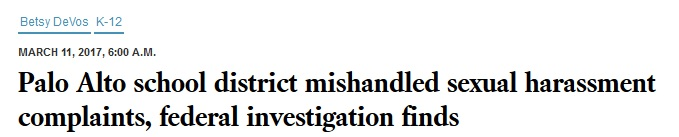 Betsy DeVos K-12
MARCH 11, 2017, 6:00 A.M.
Palo Alto school district mishandled sexual harassment
complaints, federal investigation finds